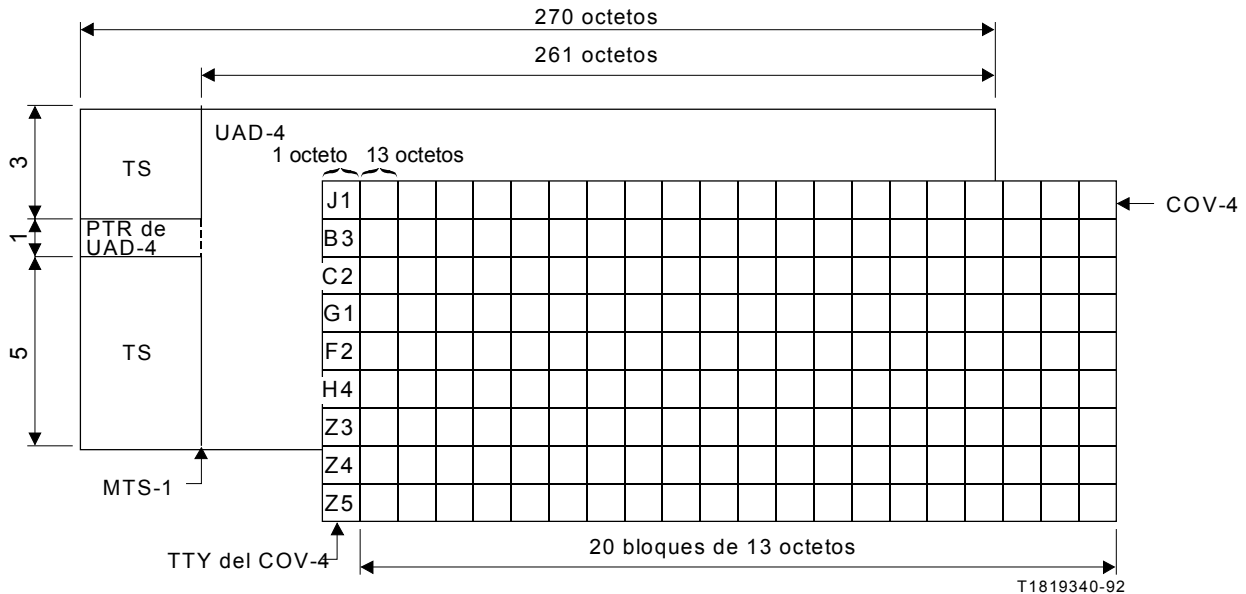 270 octetos
261 octetos
UAD-4
1 octeto 13 octetos
3
TS
J1
COV-4
1
PTR de
UAD-4
B3
C2
G1
5
TS
F2
H4
Z3
Z4
MTS-1
Z5
20 bloques de 13 octetos
TTY del COV-4
T1819340-92